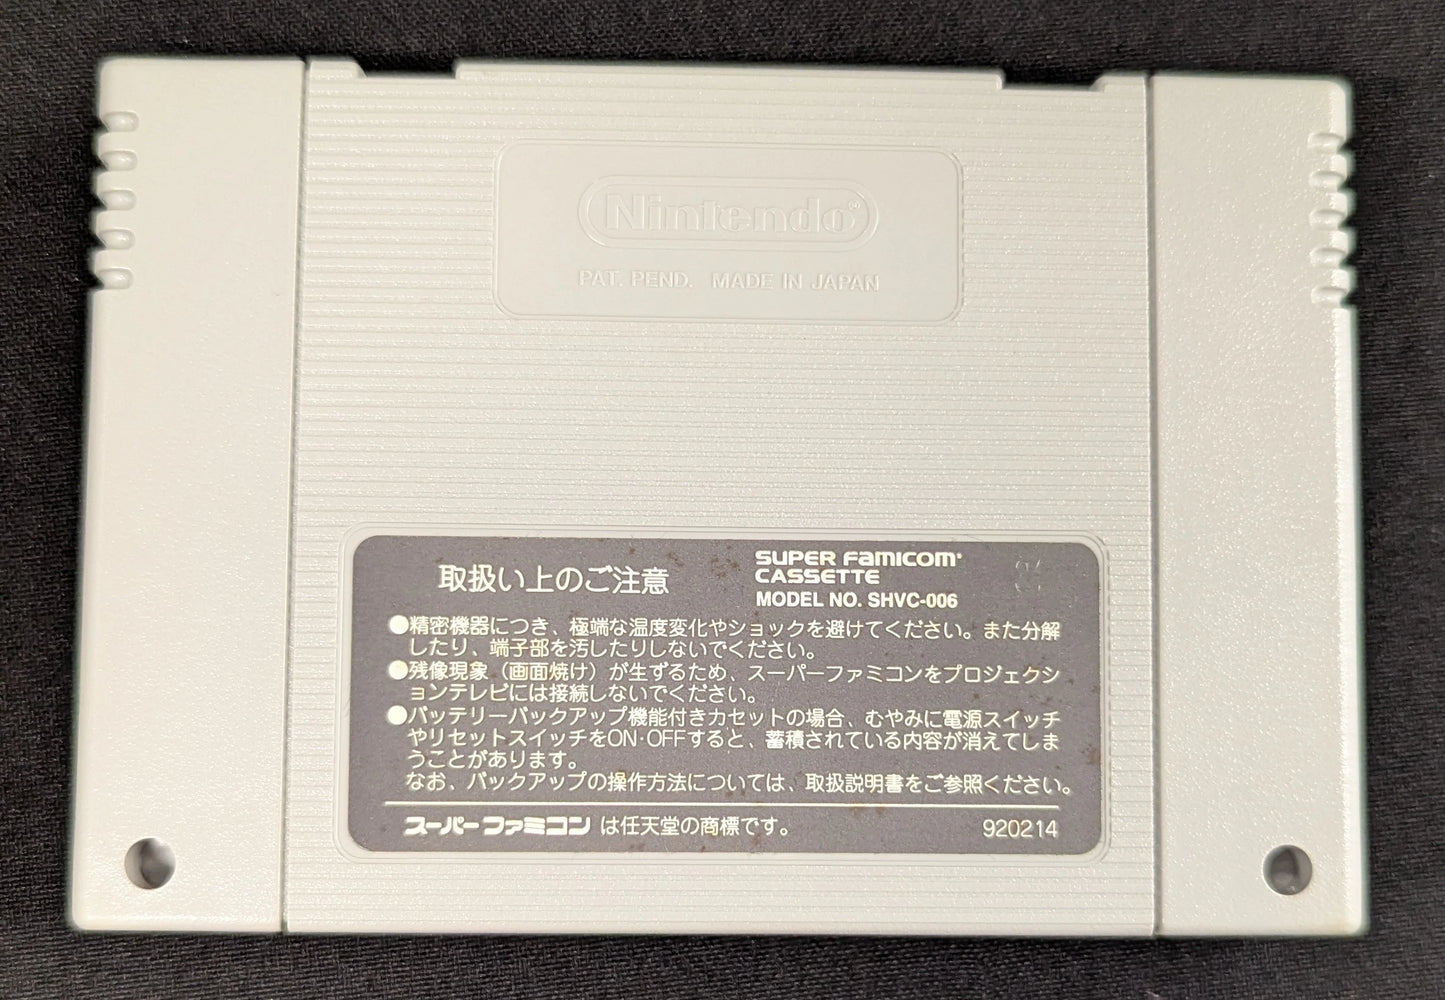 Nintendo
PAT. PEND. MADE IN JAPAN
取扱い上のご注意
SUPER FAMICOM
CASSETTE
MODEL NO. SHVC-006
●精密機器につき、極端な温度変化やショックを避けてください。また分解
したり、端子部を汚したりしないでください。
●残像現象（画面焼け）が生ずるため、スーパーファミコンをプロジェクシ
ョンテレビには接続しないでください。
●バッテリーバックアップ機能付きカセットの場合、むやみに電源スイッチ
やリセットスイッチをON·OFFすると、蓄積されている内容が消えてしま
うことがあります。
なお、バックアップの操作方法については、取扱説明書をご参照ください。
スーパーファミコン は任天堂の商標です。
920214